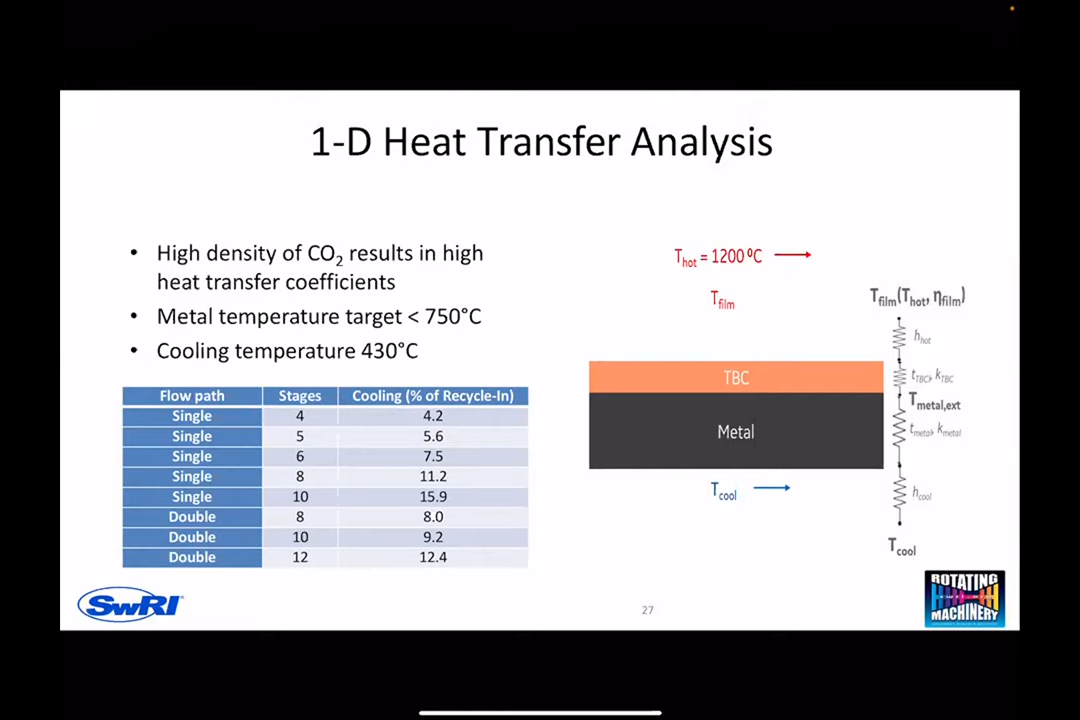 1-D Heat Transfer Analysis
• High density of CO2 results in high
heat transfer coefficients
• Metal temperature target < 750°C
• Cooling temperature 430°C
Flow path Stages Cooling (% of Recycle-In)
Single 4 4.2
Single 5 5.6
Single 6 7.5
Single 8 11.2
Single 10 15.9
Double 8 8.0
Double 10 9.2
Double 12 12.4
Thot = 1200 ⁰C
Tfilm
TBC
Metal
Tcool
Tfilm(Thot, ηfilm)
hhot
tTBC, kTBC
Tmetal,ext
tmetal, kmetal
hcool
Tcool
SwRI
27
ROTATING
MACHINERY